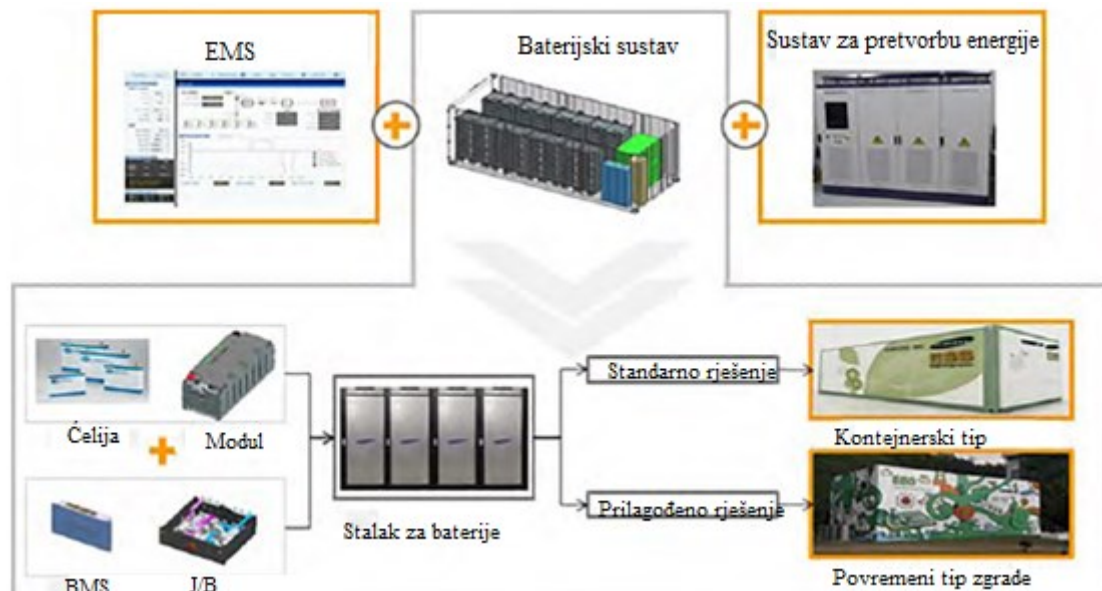 EMS
Baterijski sustav
Sustav za pretvorbu energije
Ćelija
Modul
BMS
J/B
Stalak za baterije
Standarno rješenje
Prilagođeno rješenje
Kontejnerski tip
Povremeni tip zgrade